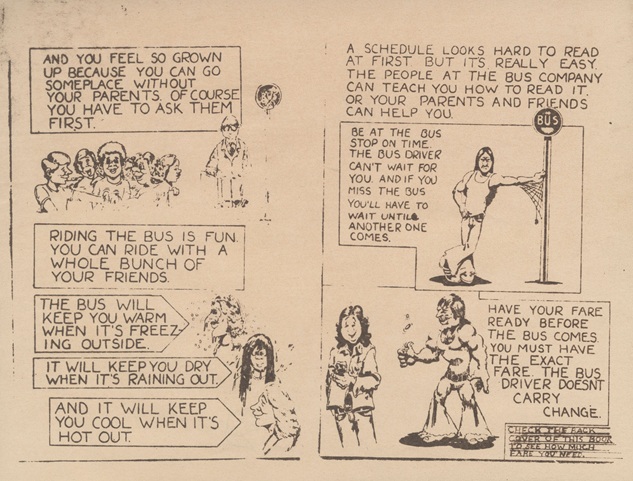 AND YOU FEEL SO GROWN
UP BECAUSE YOU CAN GO
SOMEPLACE WITHOUT
YOUR PARENTS. OF COURSE
YOU HAVE TO ASK THEM
FIRST.
RIDING THE BUS IS FUN.
YOU CAN RIDE WITH A
WHOLE BUNCH OF
YOUR FRIENDS.
THE BUS WILL
KEEP YOU WARM
WHEN IT'S FREEZ-
ING OUTSIDE.
IT WILL KEEP YOU DRY
WHEN IT'S RAINING OUT.
AND IT WILL KEEP
YOU COOL WHEN IT'S
HOT OUT.
A SCHEDULE LOOKS HARD TO READ
AT FIRST. BUT ITS REALLY EASY.
THE PEOPLE AT THE BUS COMPANY
CAN TEACH YOU HOW TO READ IT.
OR YOUR PARENTS AND FRIENDS
CAN HELP YOU.
BUS
BE AT THE BUS
STOP ON TIME.
THE BUS DRIVER
CAN'T WAIT FOR
YOU. AND IF YOU
MISS THE BUS
YOU'LL HAVE TO
WAIT UNTIL
ANOTHER ONE
COMES.
HAVE YOUR FARE
READY BEFORE
THE BUS COMES.
YOU MUST HAVE
THE EXACT
FARE. THE BUS
DRIVER DOESNT
CARRY
CHANGE.
CHECK THE BACK
COVER OF THIS BOOK
TO SEE HOW MUCH
FARE YOU NEED.